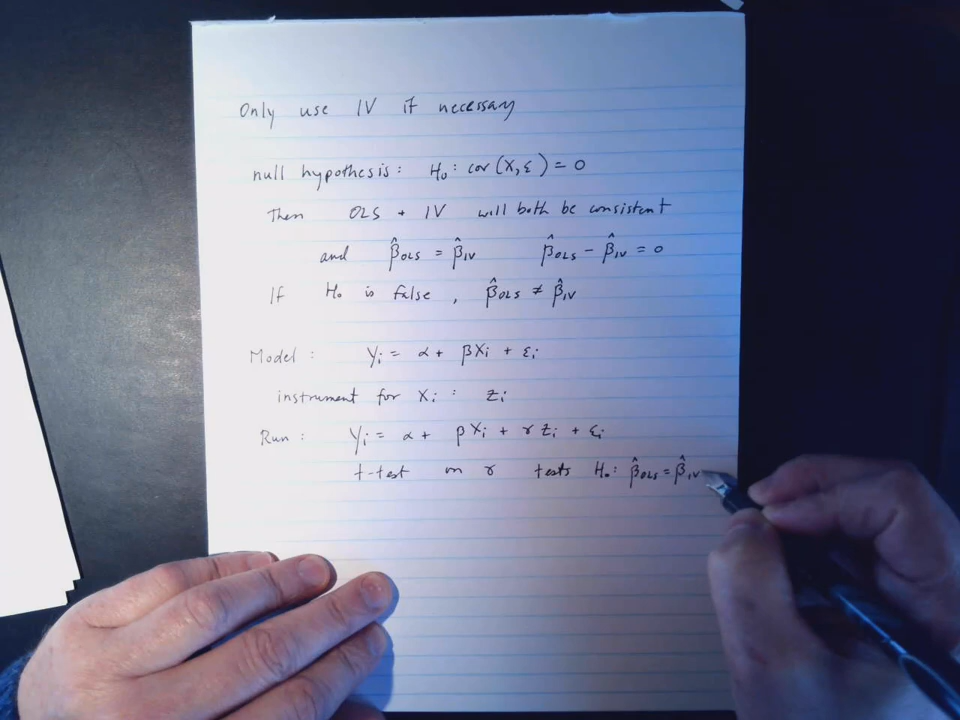 Only use IV if necessary
null hypothesis: H₀: cov(X,ε) = 0
Then OLS + IV will both be consistent
and β̂OLS = β̂IV β̂OLS - β̂IV = 0
If H₀ is false, β̂OLS ≠ β̂IV
Model: Yᵢ = α + βXᵢ + εᵢ
instrument for Xᵢ: Zᵢ
Run: Yᵢ = α + βXᵢ + γZᵢ + εᵢ
t-test on γ tests H₀: β̂OLS = β̂IV